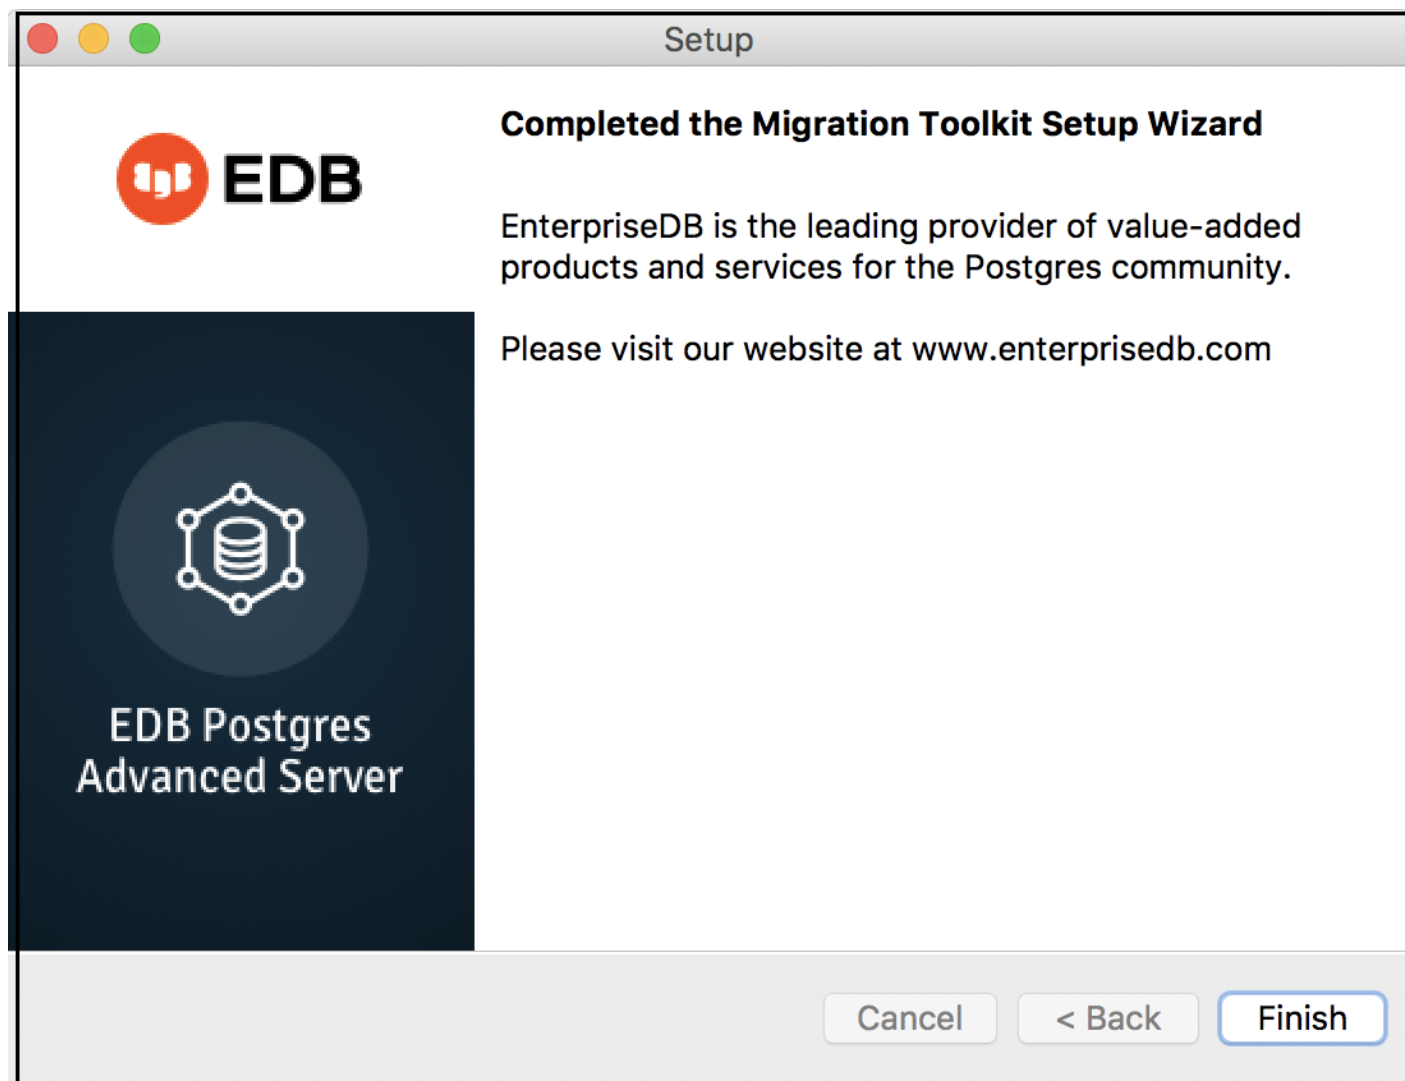 Setup
EDB
Completed the Migration Toolkit Setup Wizard
EnterpriseDB is the leading provider of value-added
products and services for the Postgres community.
Please visit our website at www.enterprisedb.com
EDB Postgres
Advanced Server
Cancel
< Back
Finish